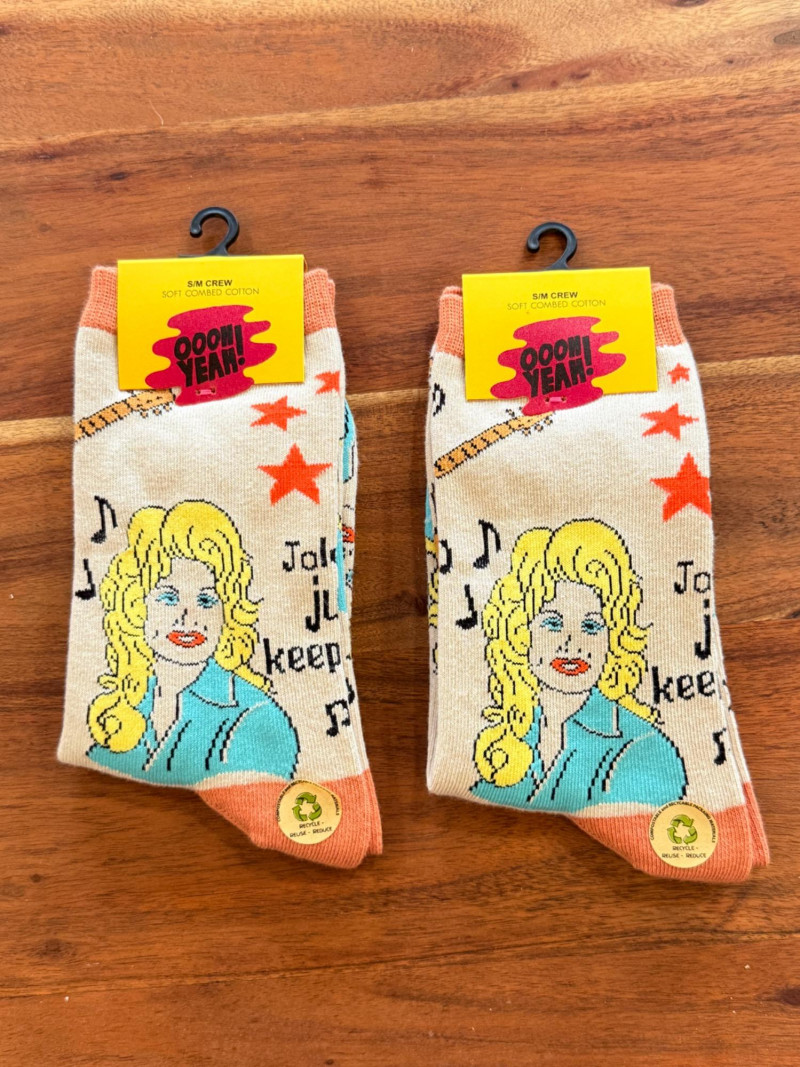 S/M CREW
SOFT COMBED COTTON
OOOH
YEAH!
Jole
ju
keep
RECYCLE -
REUSE - REDUCE
S/M CREW
SOFT COMBED COTTON
OOOH
YEAH!
Jo
j
kee
RECYCLE -
REUSE - REDUCE